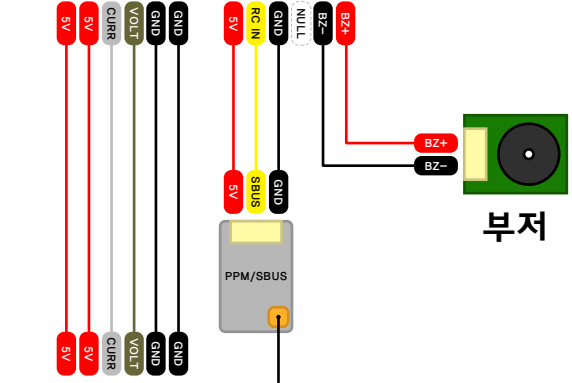 5V 5V CURR VOLT GND GND
5V RC IN GND NULL BZ- BZ+
BZ+
BZ-
5V SBUS GND
부저
PPM/SBUS
5V 5V CURR VOLT GND GND